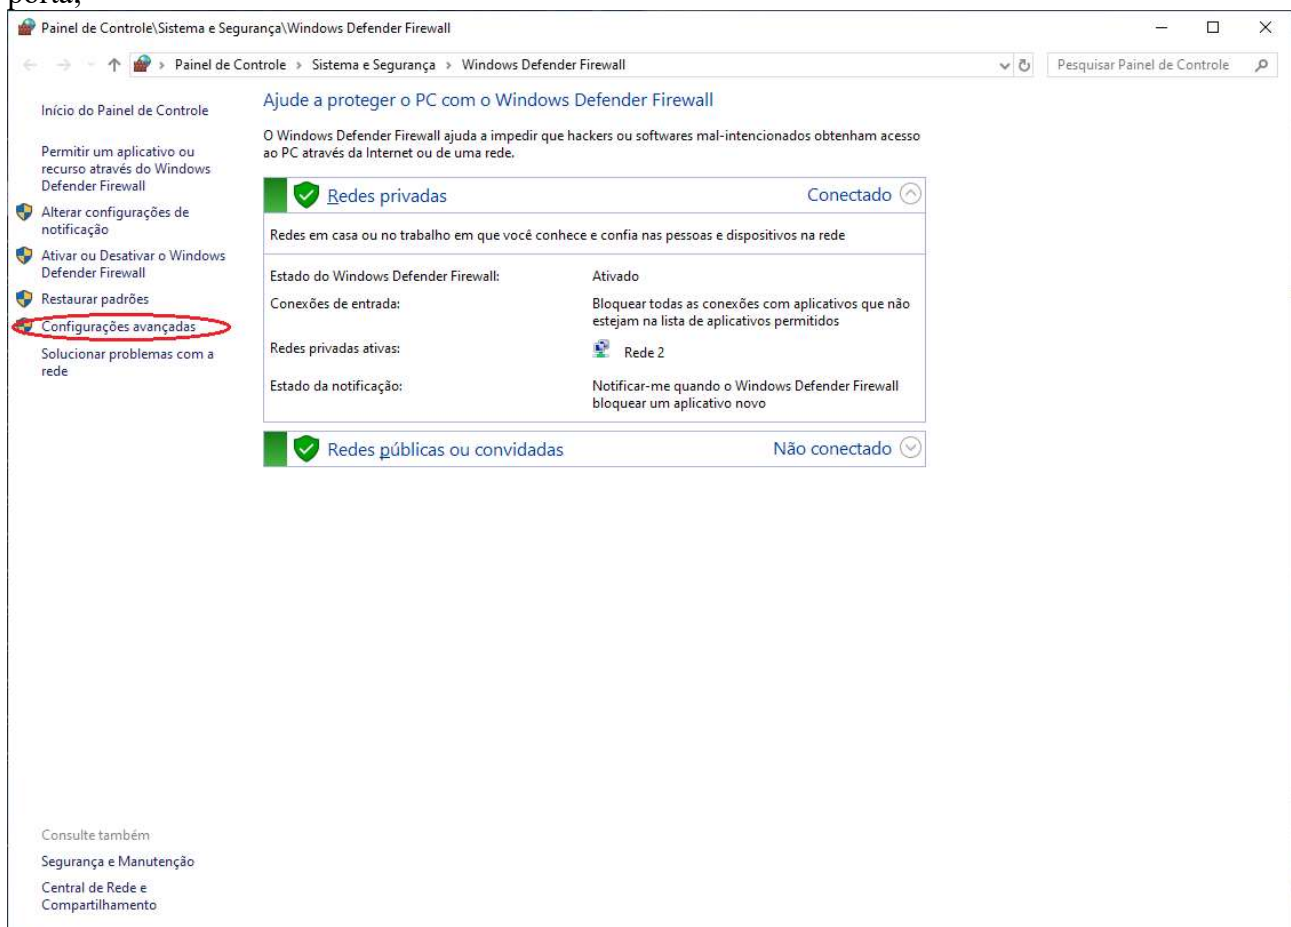 porta;
Painel de Controle\Sistema e Segurança\Windows Defender Firewall
Painel de Controle › Sistema e Segurança › Windows Defender Firewall
Pesquisar Painel de Controle
Início do Painel de Controle
Permitir um aplicativo ou
recurso através do Windows
Defender Firewall
Alterar configurações de
notificação
Ativar ou Desativar o Windows
Defender Firewall
Restaurar padrões
Configurações avançadas
Solucionar problemas com a
rede
Ajude a proteger o PC com o Windows Defender Firewall
O Windows Defender Firewall ajuda a impedir que hackers ou softwares mal-intencionados obtenham acesso
ao PC através da Internet ou de uma rede.
Redes privadas Conectado
Redes em casa ou no trabalho em que você conhece e confia nas pessoas e dispositivos na rede
Estado do Windows Defender Firewall: Ativado
Conexões de entrada: Bloquear todas as conexões com aplicativos que não
estejam na lista de aplicativos permitidos
Redes privadas ativas: Rede 2
Estado da notificação: Notificar-me quando o Windows Defender Firewall
bloquear um aplicativo novo
Redes públicas ou convidadas Não conectado
Consulte também
Segurança e Manutenção
Central de Rede e
Compartilhamento